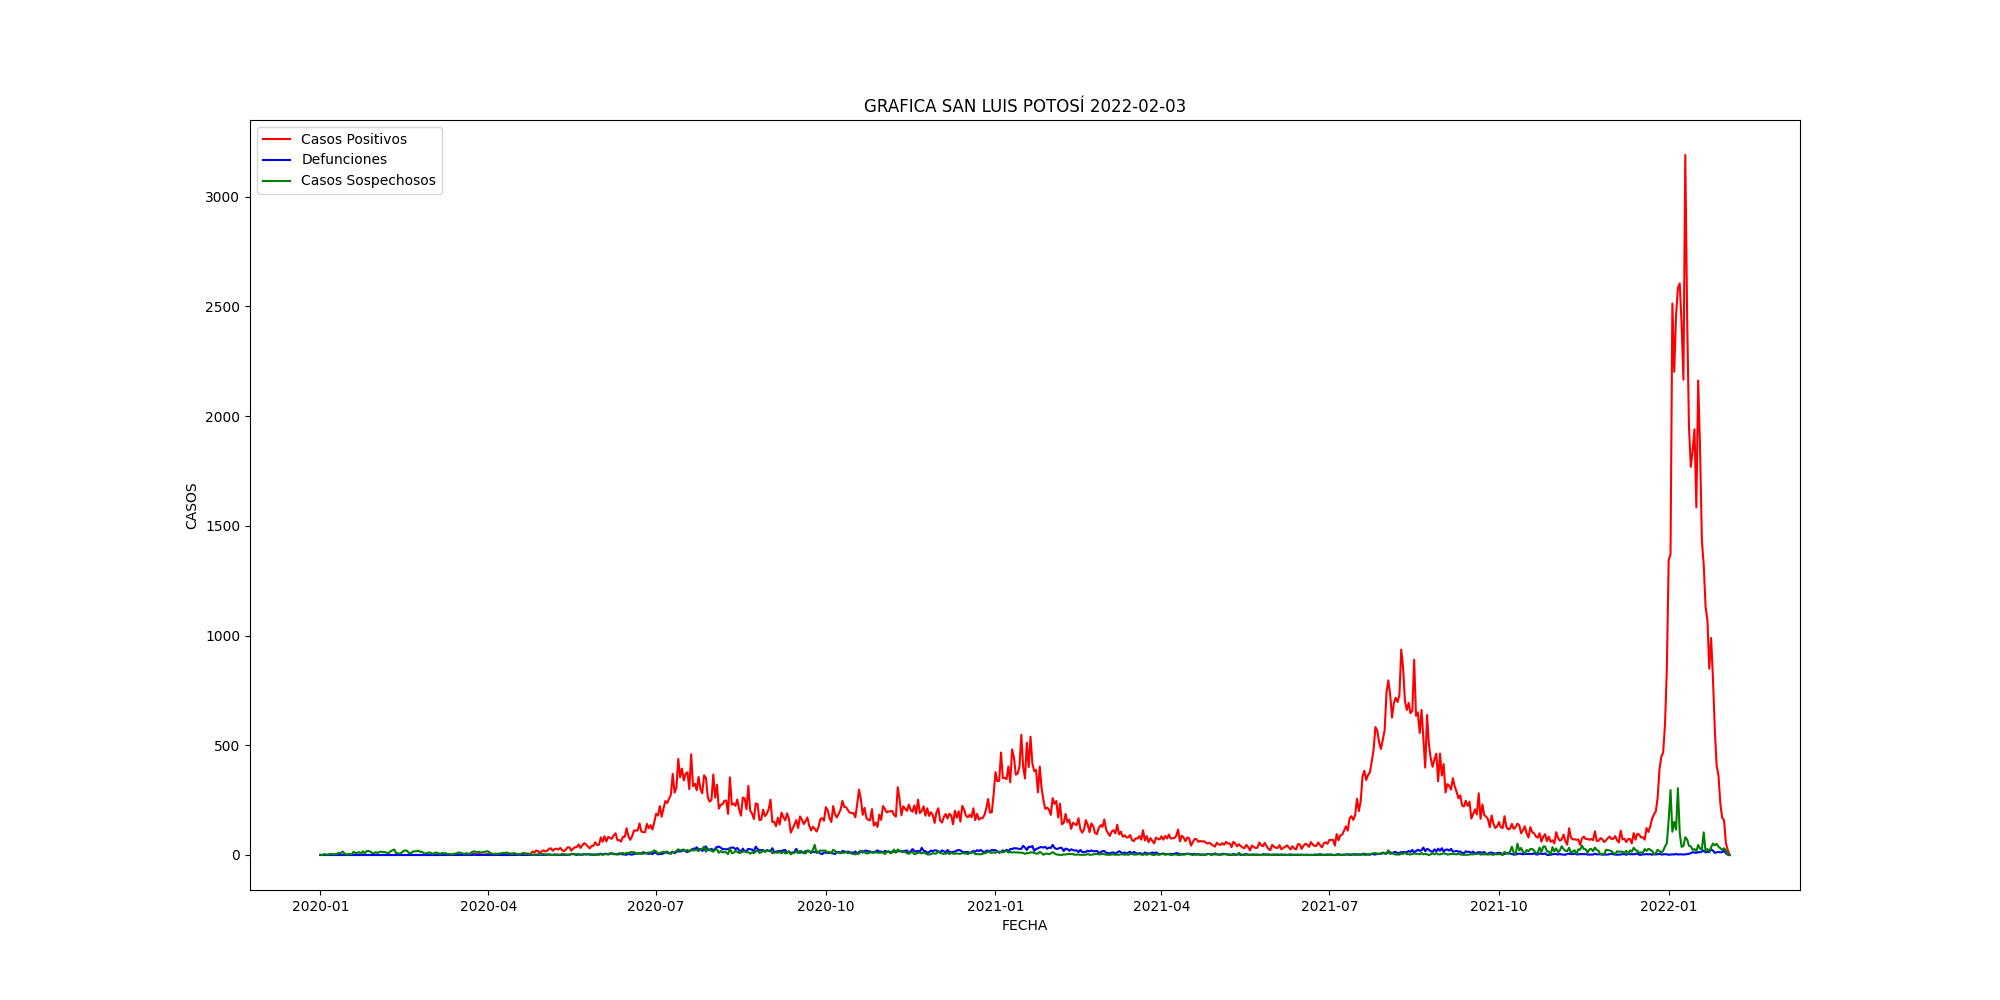 GRAFICA SAN LUIS POTOSÍ 2022-02-03
Casos Positivos
Defunciones
Casos Sospechosos
3000
2500
2000
1500
1000
500
0
CASOS
2020-01 2020-04 2020-07 2020-10 2021-01 2021-04 2021-07 2021-10 2022-01
FECHA